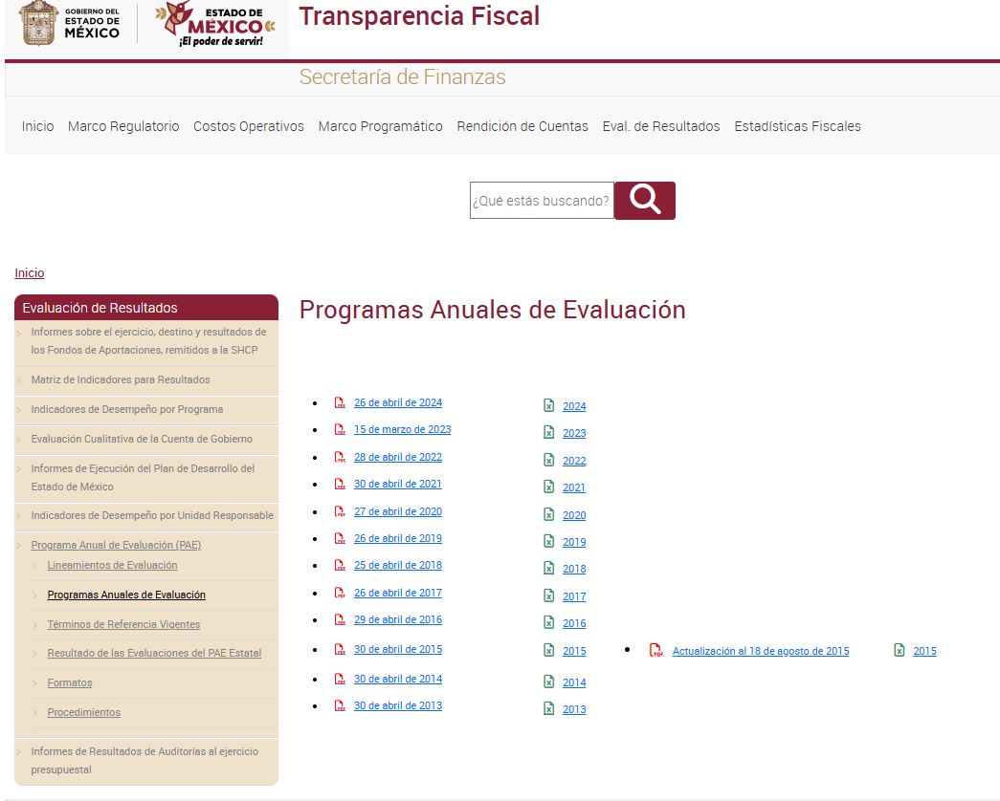 GOBIERNO DEL
ESTADO DE
MÉXICO
ESTADO DE
MÉXICO
¡El poder de servir!
Transparencia Fiscal
Secretaría de Finanzas
Inicio Marco Regulatorio Costos Operativos Marco Programático Rendición de Cuentas Eval. de Resultados Estadísticas Fiscales
¿Qué estás buscando?
Inicio
Evaluación de Resultados
Informes sobre el ejercicio, destino y resultados de
los Fondos de Aportaciones, remitidos a la SHCP
Matriz de Indicadores para Resultados
Indicadores de Desempeño por Programa
Evaluación Cualitativa de la Cuenta de Gobierno
Informes de Ejecución del Plan de Desarrollo del
Estado de México
Indicadores de Desempeño por Unidad Responsable
Programa Anual de Evaluación (PAE)
Lineamientos de Evaluación
Programas Anuales de Evaluación
Términos de Referencia Vigentes
Resultado de las Evaluaciones del PAE Estatal
Formatos
Procedimientos
Informes de Resultados de Auditorías al ejercicio
presupuestal
Programas Anuales de Evaluación
26 de abril de 2024 2024
15 de marzo de 2023 2023
28 de abril de 2022 2022
30 de abril de 2021 2021
27 de abril de 2020 2020
26 de abril de 2019 2019
25 de abril de 2018 2018
26 de abril de 2017 2017
29 de abril de 2016 2016
30 de abril de 2015 2015 Actualización al 18 de agosto de 2015 2015
30 de abril de 2014 2014
30 de abril de 2013 2013